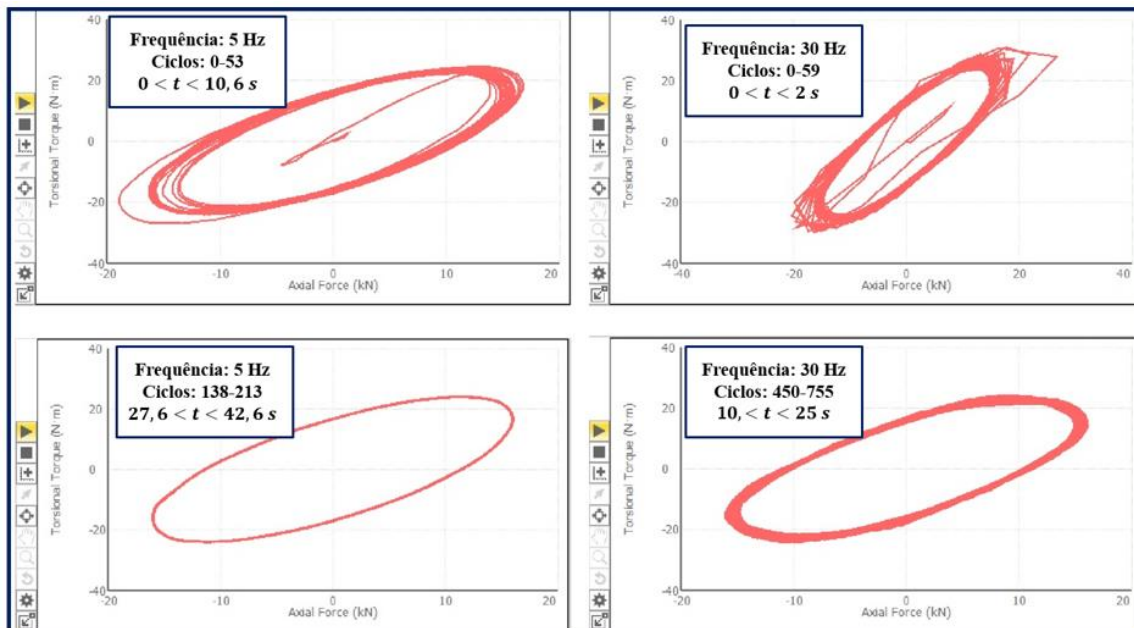 Frequência: 5 Hz
Ciclos: 0-53
0 < t < 10,6 s
40
20
0
-20
-40
Torsional Torque (N·m)
-20
-10
0
10
20
Axial Force (kN)
Frequência: 30 Hz
Ciclos: 0-59
0 < t < 2 s
40
20
0
-20
-40
Torsional Torque (N·m)
-40
-20
0
20
40
Axial Force (kN)
Frequência: 5 Hz
Ciclos: 138-213
27,6 < t < 42,6 s
40
20
0
-20
-40
Torsional Torque (N·m)
-20
-10
0
10
20
Axial Force (kN)
Frequência: 30 Hz
Ciclos: 450-755
10, < t < 25 s
40
20
0
-20
-40
Torsional Torque (N·m)
-20
-10
0
10
20
Axial Force (kN)